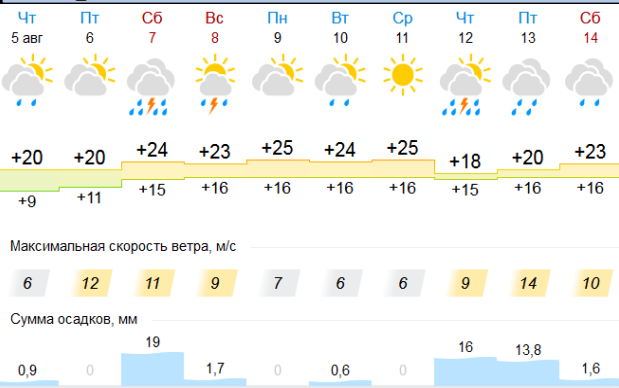 Чт Пт Сб Вс Пн Вт Ср Чт Пт Сб
5 авг 6 7 8 9 10 11 12 13 14
+20 +20 +24 +23 +25 +24 +25 +18 +20 +23
+9 +11 +15 +16 +16 +16 +16 +15 +16 +16
Максимальная скорость ветра, м/с
6 12 11 9 7 6 6 9 14 10
Сумма осадков, мм
0,9 0 19 1,7 0 0,6 0 16 13,8 1,6